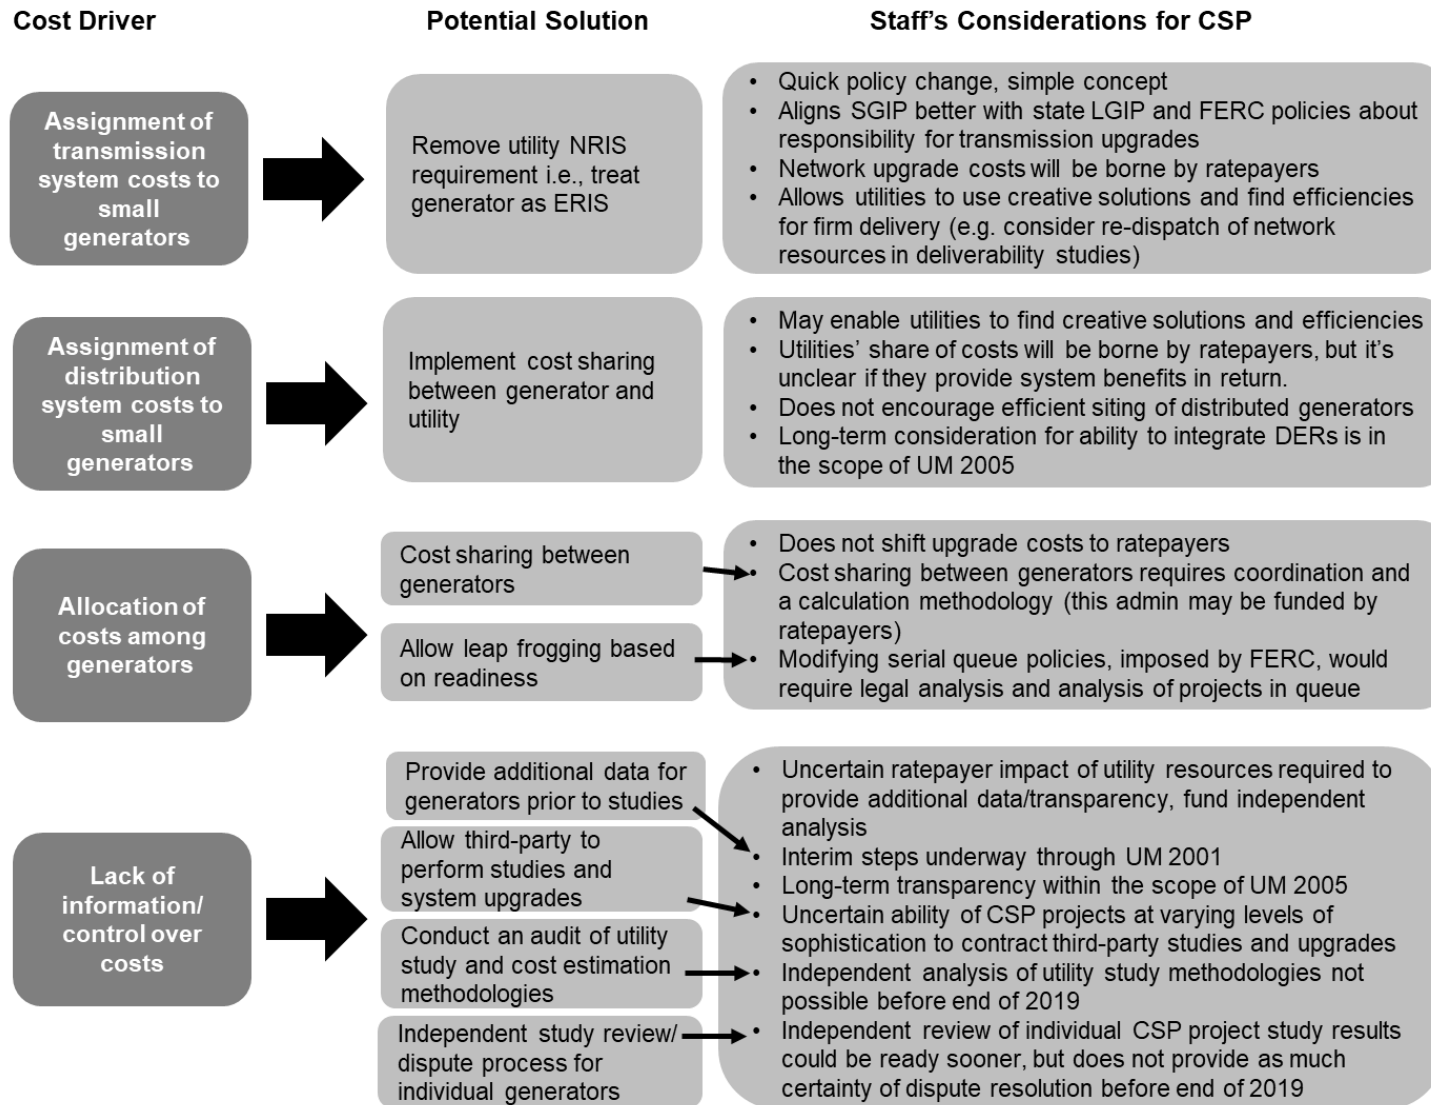 Cost Driver
Potential Solution
Staff's Considerations for CSP
Assignment of
transmission
system costs to
small
generators
Remove utility NRIS
requirement i.e., treat
generator as ERIS
• Quick policy change, simple concept
• Aligns SGIP better with state LGIP and FERC policies about
responsibility for transmission upgrades
• Network upgrade costs will be borne by ratepayers
• Allows utilities to use creative solutions and find efficiencies
for firm delivery (e.g. consider re-dispatch of network
resources in deliverability studies)
Assignment of
distribution
system costs to
small
generators
Implement cost sharing
between generator and
utility
• May enable utilities to find creative solutions and efficiencies
• Utilities' share of costs will be borne by ratepayers, but it's
unclear if they provide system benefits in return.
• Does not encourage efficient siting of distributed generators
• Long-term consideration for ability to integrate DERs is in
the scope of UM 2005
Allocation of
costs among
generators
Cost sharing between
generators
Allow leap frogging based
on readiness
• Does not shift upgrade costs to ratepayers
• Cost sharing between generators requires coordination and
a calculation methodology (this admin may be funded by
ratepayers)
• Modifying serial queue policies, imposed by FERC, would
require legal analysis and analysis of projects in queue
Lack of
information/
control over
costs
Provide additional data for
generators prior to studies
Allow third-party to
perform studies and
system upgrades
Conduct an audit of utility
study and cost estimation
methodologies
Independent study review/
dispute process for
individual generators
• Uncertain ratepayer impact of utility resources required to
provide additional data/transparency, fund independent
analysis
• Interim steps underway through UM 2001
• Long-term transparency within the scope of UM 2005
• Uncertain ability of CSP projects at varying levels of
sophistication to contract third-party studies and upgrades
• Independent analysis of utility study methodologies not
possible before end of 2019
• Independent review of individual CSP project study results
could be ready sooner, but does not provide as much
certainty of dispute resolution before end of 2019